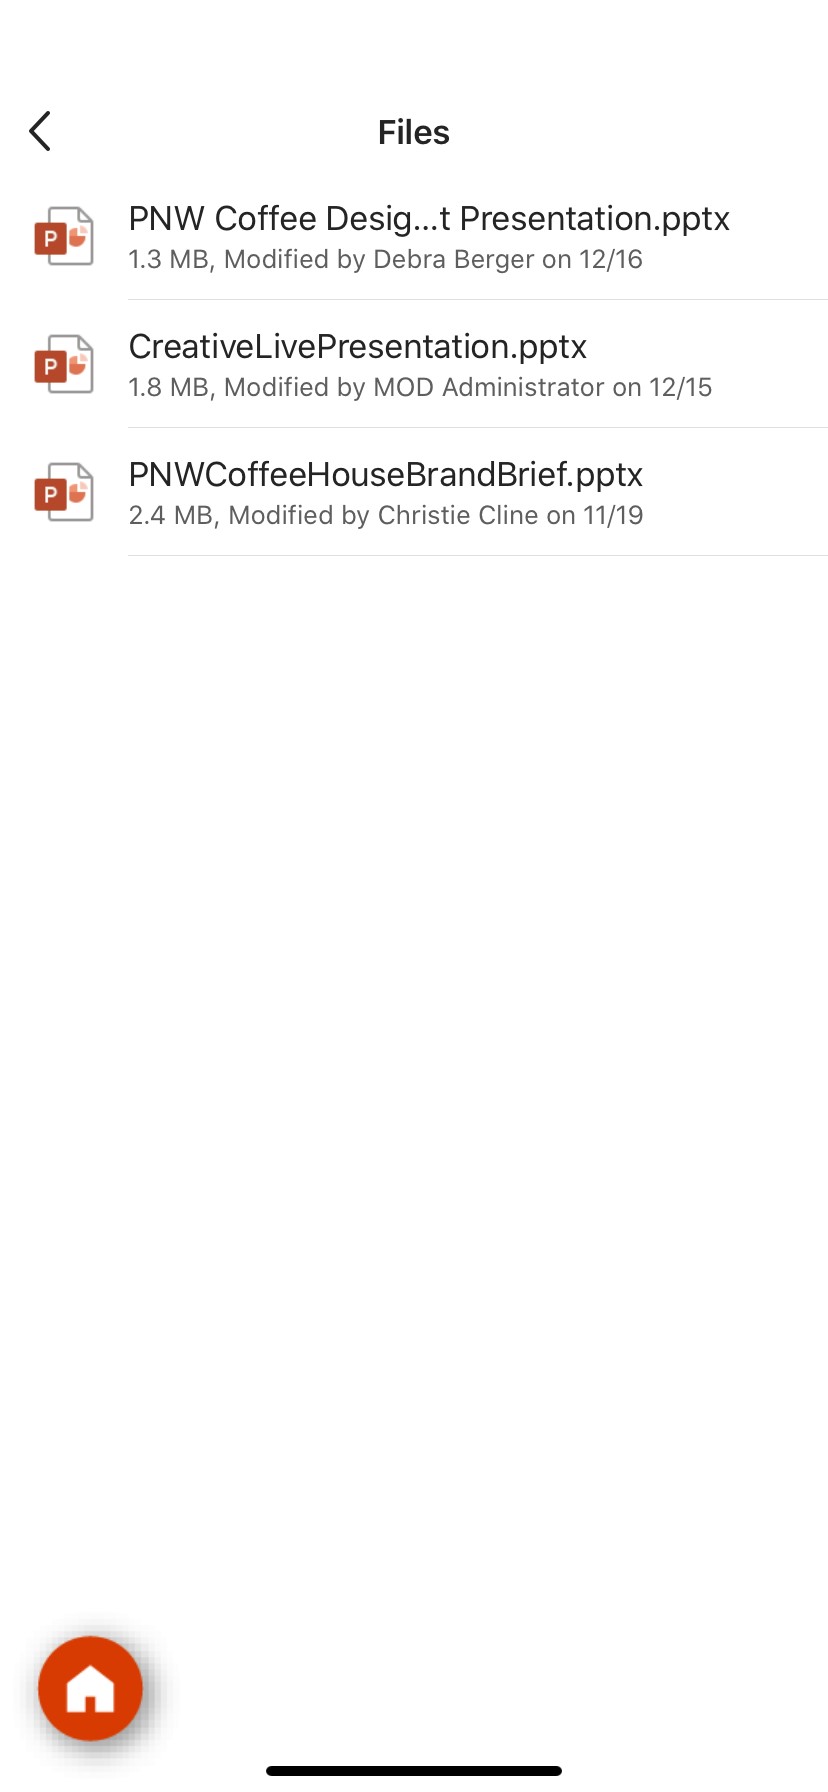 Files
P
PNW Coffee Desig...t Presentation.pptx
1.3 MB, Modified by Debra Berger on 12/16
P
CreativeLivePresentation.pptx
1.8 MB, Modified by MOD Administrator on 12/15
P
PNWCoffeeHouseBrandBrief.pptx
2.4 MB, Modified by Christie Cline on 11/19